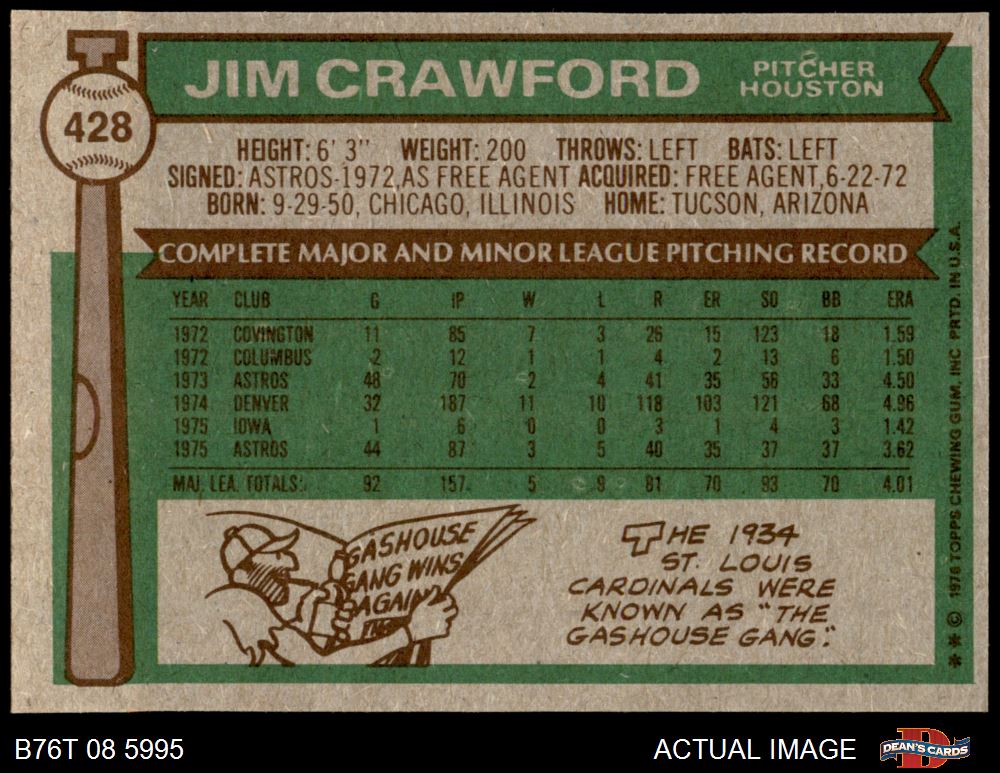 JIM CRAWFORD
PITCHER
HOUSTON
428
HEIGHT: 6' 3" WEIGHT: 200 THROWS: LEFT BATS: LEFT
SIGNED: ASTROS-1972, AS FREE AGENT ACQUIRED: FREE AGENT, 6-22-72
BORN: 9-29-50, CHICAGO, ILLINOIS HOME: TUCSON, ARIZONA
COMPLETE MAJOR AND MINOR LEAGUE PITCHING RECORD
YEAR CLUB G IP W L R ER SO BB ERA
1972 COVINGTON 11 85 7 3 26 15 123 18 1.59
1972 COLUMBUS 2 12 1 1 4 2 13 6 1.50
1973 ASTROS 48 70 2 4 41 35 56 33 4.50
1974 DENVER 32 187 11 10 118 103 121 68 4.96
1975 IOWA 1 6 0 0 3 1 4 3 1.42
1975 ASTROS 44 87 3 5 40 35 37 37 3.62
MAJ. LEA. TOTALS: 92 157 5 9 81 70 93 70 4.01
GASHOUSE
GANG WINS
AGAIN
THE 1934
ST. LOUIS
CARDINALS WERE
KNOWN AS "THE
GASHOUSE GANG."
** © 1976 TOPPS CHEWING GUM, INC. PRTD. IN U.S.A.
B76T 08 5995
ACTUAL IMAGE
DEAN'S CARDS